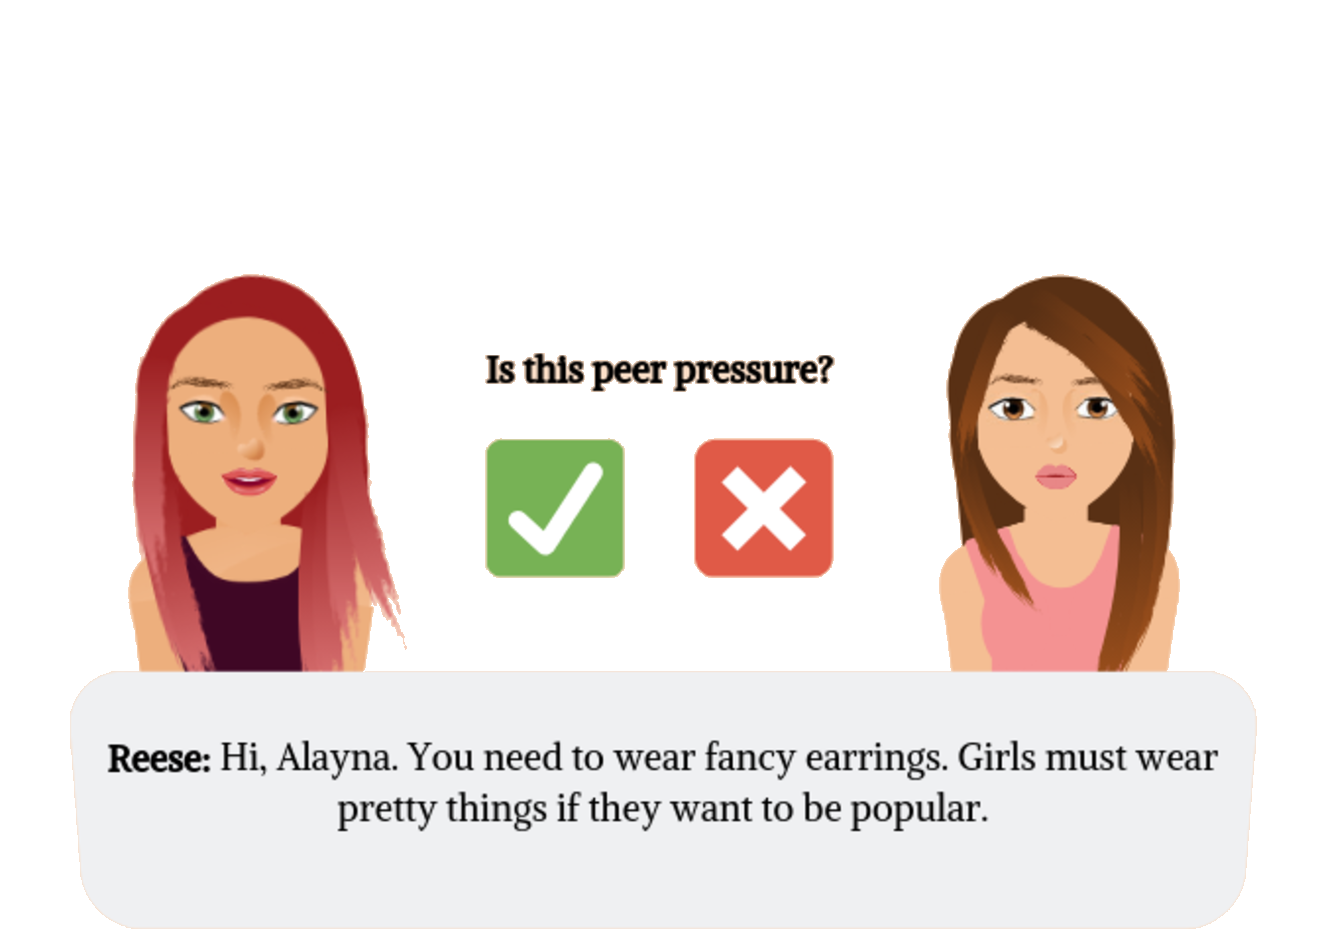 Is this peer pressure?
Reese: Hi, Alayna. You need to wear fancy earrings. Girls must wear
pretty things if they want to be popular.